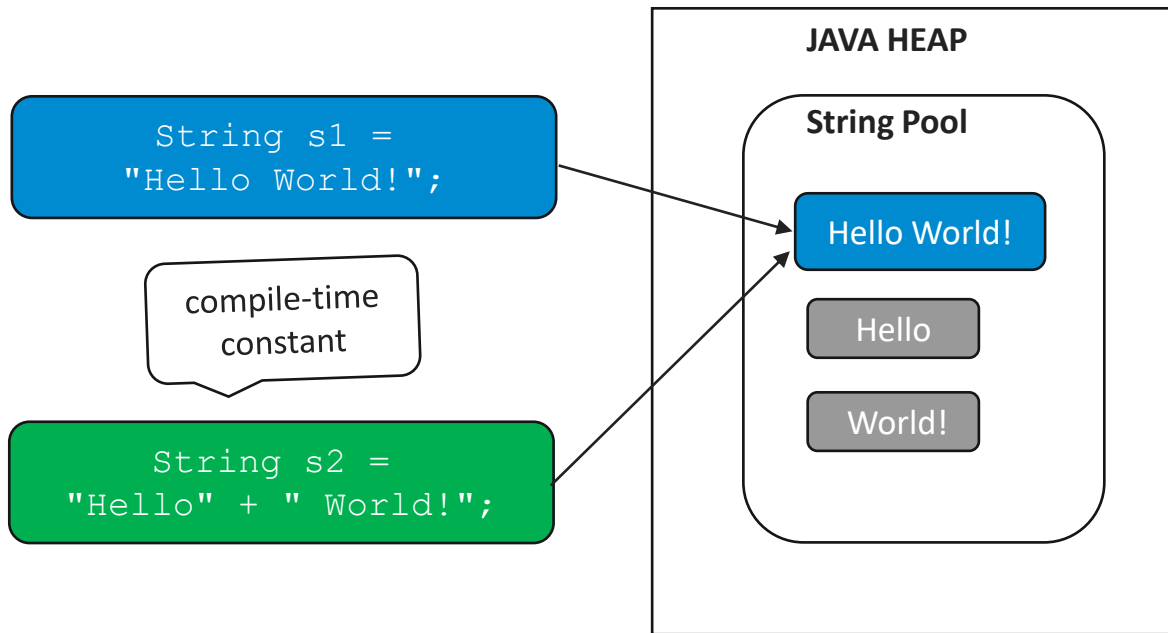 JAVA HEAP
String Pool
String s1 =
"Hello World!";
Hello World!
compile-time
constant
Hello
World!
String s2 =
"Hello" + " World!";